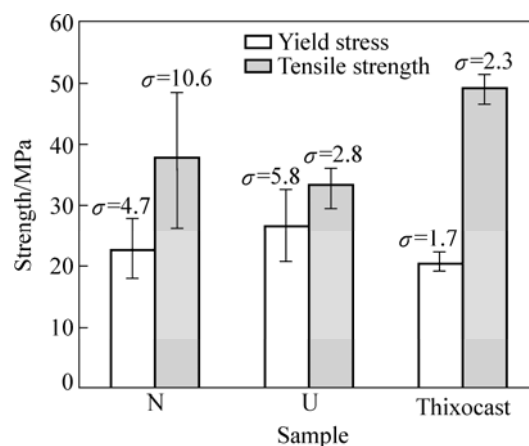 60
50
40
30
20
10
0
Strength/MPa
Yield stress
Tensile strength
σ=4.7
σ=10.6
σ=5.8
σ=2.8
σ=1.7
σ=2.3
N
U
Thixocast
Sample